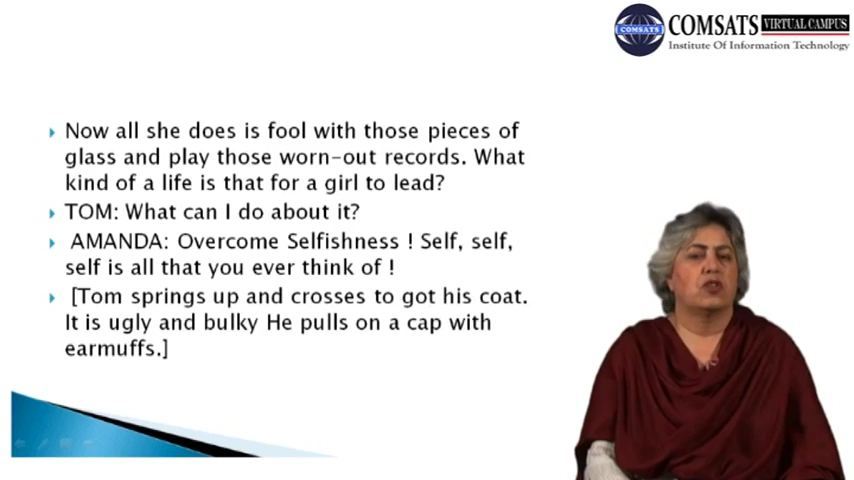 COMSATS VIRTUAL CAMPUS
COMSATS
Institute Of Information Technology
Now all she does is fool with those pieces of
glass and play those worn-out records. What
kind of a life is that for a girl to lead?
TOM: What can I do about it?
AMANDA: Overcome Selfishness ! Self, self,
self is all that you ever think of !
[Tom springs up and crosses to got his coat.
It is ugly and bulky He pulls on a cap with
earmuffs.]